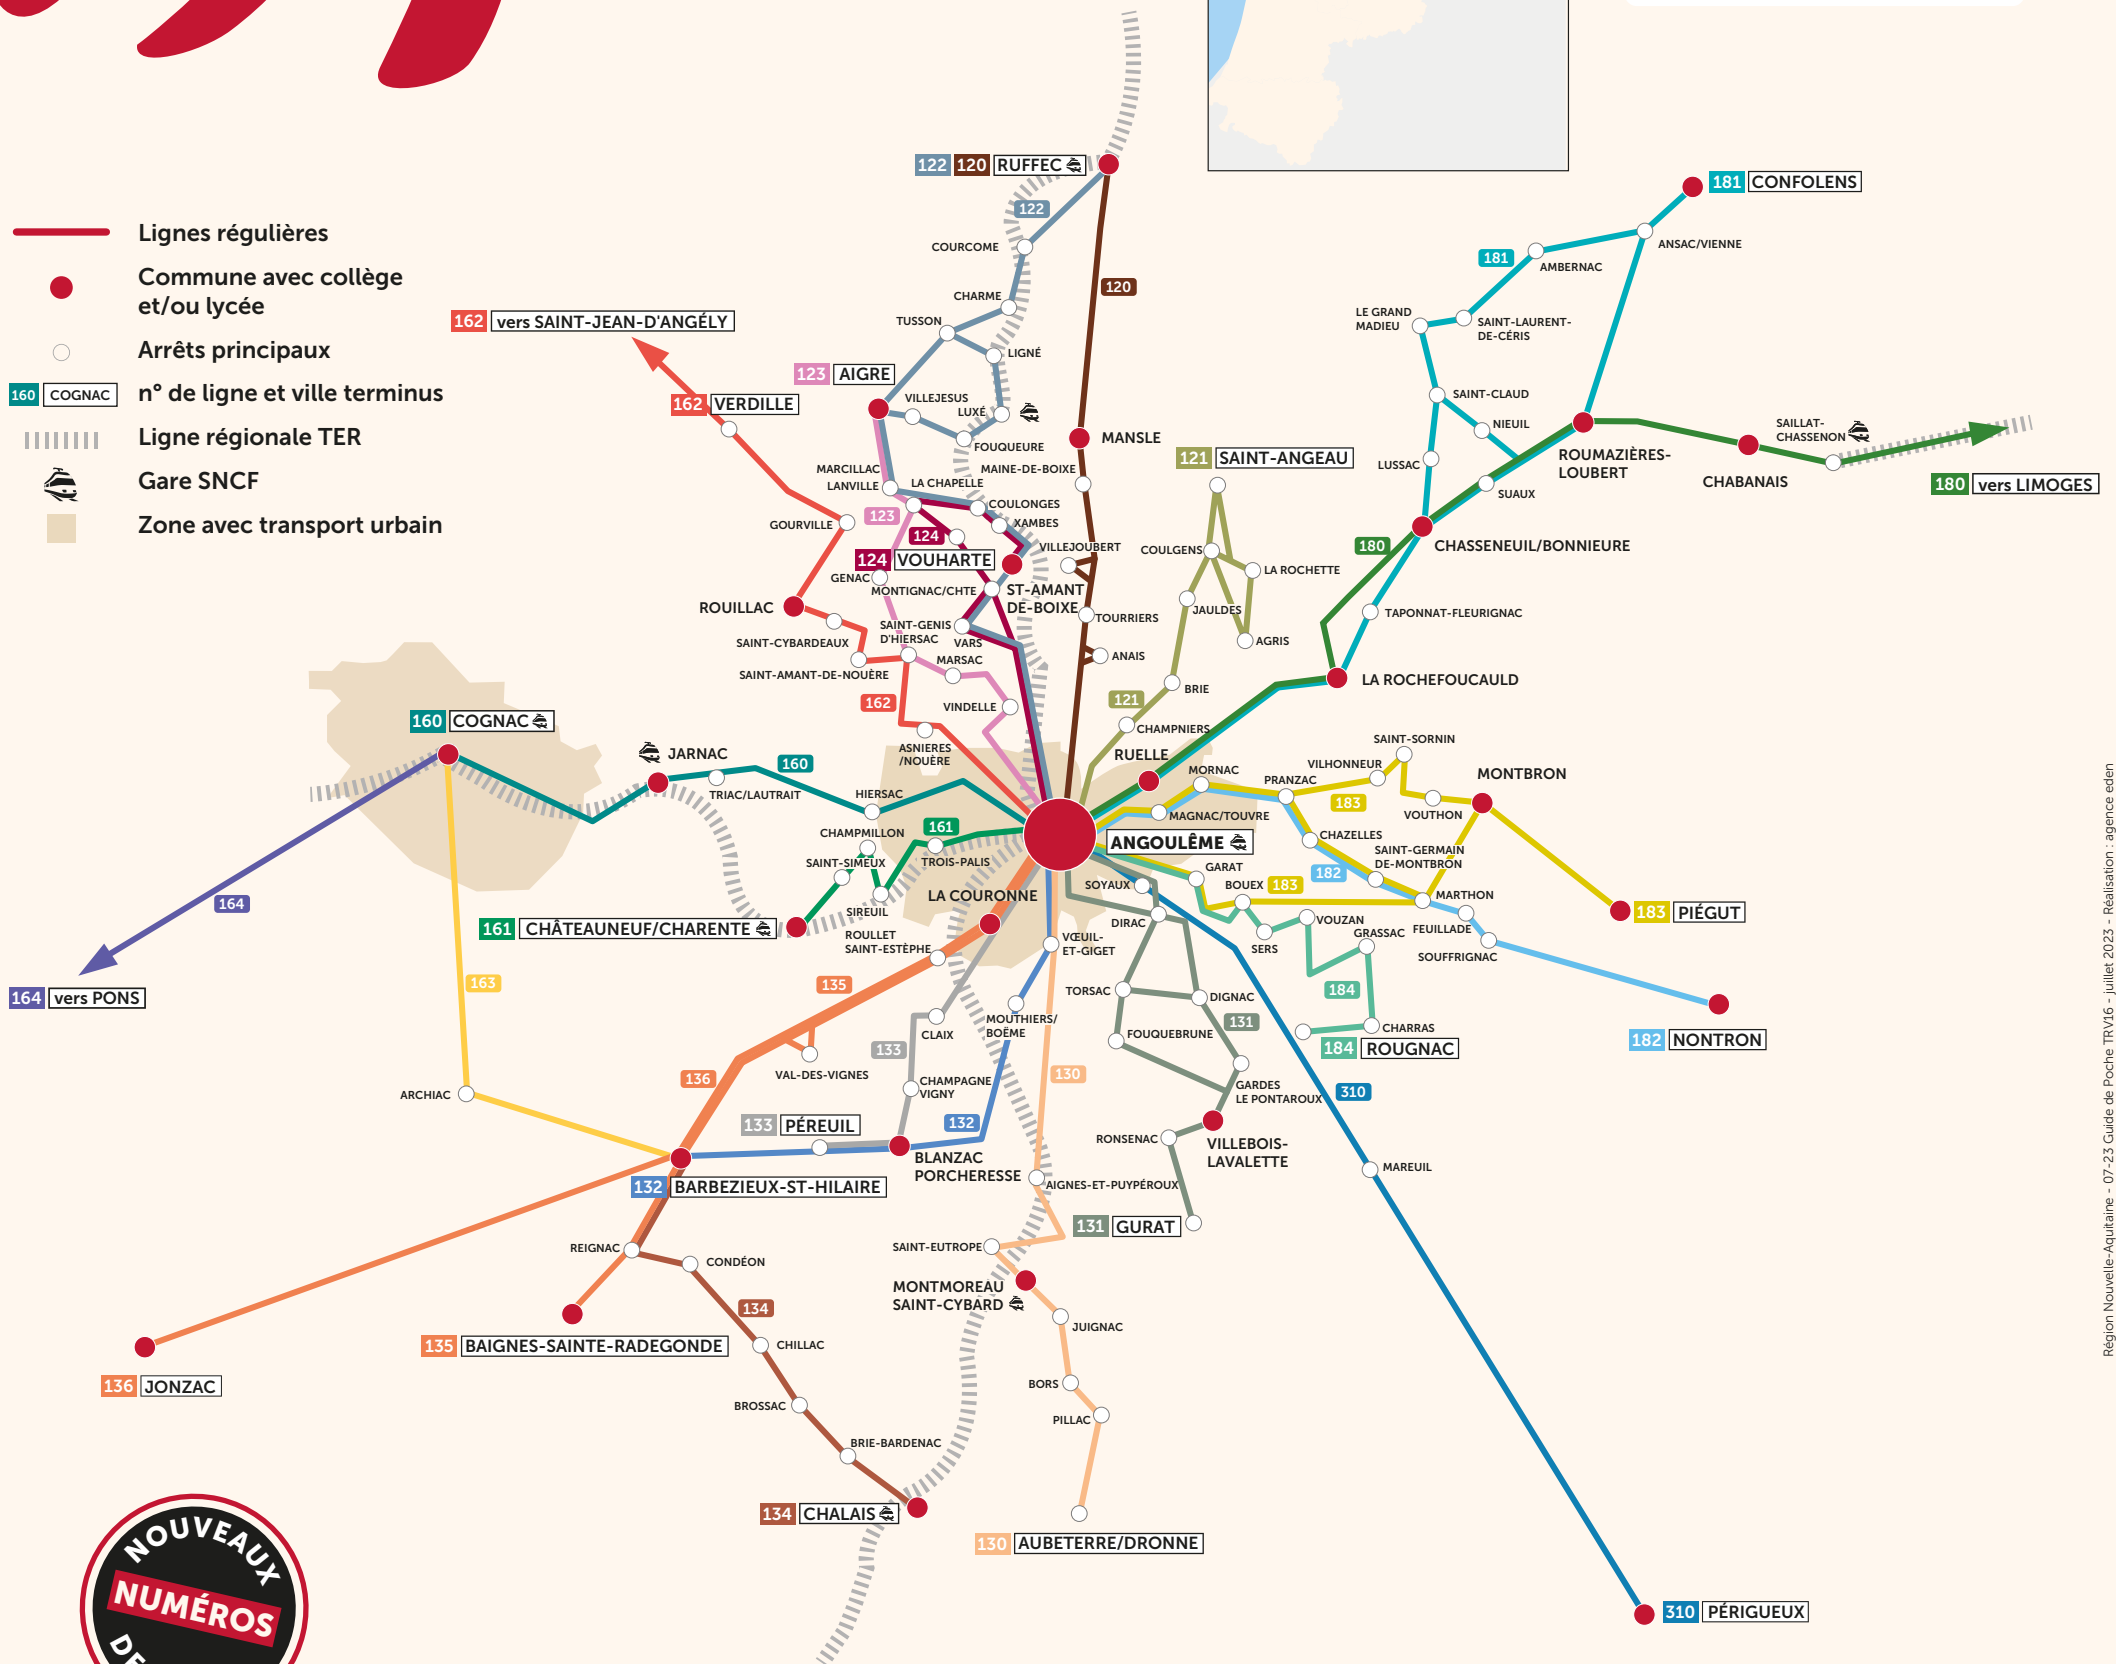 Lignes régulières
Commune avec collège
et/ou lycée
Arrêts principaux
160 COGNAC n° de ligne et ville terminus
Ligne régionale TER
Gare SNCF
Zone avec transport urbain
122 120 RUFFEC
122
COURCOME
CHARME
TUSSON
LIGNÉ
120
162 vers SAINT-JEAN-D'ANGÉLY
123 AIGRE
162 VERDILLE
VILLEJESUS
LUXÉ
FOUQUEURE
MANSLE
MARCILLAC
LANVILLE
MAINE-DE-BOIXE
LA CHAPELLE
COULONGES
XAMBES
123
124
124 VOUHARTE
VILLEJOUBERT
GOURVILLE
GENAC
MONTIGNAC/CHTE
ST-AMANT
DE-BOIXE
ROUILLAC
TOURRIERS
SAINT-CYBARDEAUX
SAINT-GENIS
D'HIERSAC
VARS
SAINT-AMANT-DE-NOUÈRE
MARSAC
ANAIS
162
VINDELLE
ASNIERES
/NOUÈRE
121 SAINT-ANGEAU
COULGENS
LA ROCHETTE
JAULDES
AGRIS
BRIE
121
CHAMPNIERS
181 CONFOLENS
ANSAC/VIENNE
181
AMBERNAC
LE GRAND
MADIEU
SAINT-LAURENT-
DE-CÉRIS
SAINT-CLAUD
NIEUIL
LUSSAC
SUAUX
ROUMAZIÈRES-
LOUBERT
SAILLAT-
CHASSENON
CHABANAIS
180 vers LIMOGES
CHASSENEUIL/BONNIEURE
180
TAPONNAT-FLEURIGNAC
LA ROCHEFOUCAULD
RUELLE
160 COGNAC
JARNAC
160
TRIAC/LAUTRAIT
HIERSAC
CHAMPMILLON
161
SAINT-SIMEUX
TROIS-PALIS
SIREUIL
161 CHÂTEAUNEUF/CHARENTE
LA COURONNE
ANGOULÊME
MORNAC
MAGNAC/TOUVRE
PRANZAC
VILHONNEUR
SAINT-SORNIN
183
VOUTHON
MONTBRON
CHAZELLES
SAINT-GERMAIN
DE-MONTBRON
182
183
MARTHON
183 PIÉGUT
FEUILLADE
SOUFFRIGNAC
182 NONTRON
GARAT
BOUEX
SOYAUX
DIRAC
SERS
VOUZAN
GRASSAC
184
CHARRAS
184 ROUGNAC
164
164 vers PONS
163
ARCHIAC
ROULLET
SAINT-ESTÈPHE
VŒUIL-
ET-GIGET
135
CLAIX
MOUTHIERS/
BOËME
133
VAL-DES-VIGNES
136
CHAMPAGNE
VIGNY
130
133 PÉREUIL
132
BLANZAC
PORCHERESSE
132 BARBEZIEUX-ST-HILAIRE
TORSAC
DIGNAC
131
FOUQUEBRUNE
GARDES
LE PONTAROUX
310
RONSENAC
VILLEBOIS-
LAVALETTE
MAREUIL
AIGNES-ET-PUYPÉROUX
131 GURAT
SAINT-EUTROPE
MONTMOREAU
SAINT-CYBARD
JUIGNAC
BORS
PILLAC
130 AUBETERRE/DRONNE
REIGNAC
CONDÉON
134
CHILLAC
BROSSAC
BRIE-BARDENAC
134 CHALAIS
135 BAIGNES-SAINTE-RADEGONDE
136 JONZAC
310 PÉRIGUEUX
NOUVEAUX
NUMÉROS
DE
Région Nouvelle-Aquitaine - 07-23 Guide de Poche TRV16 - juillet 2023 - Réalisation : agence eden